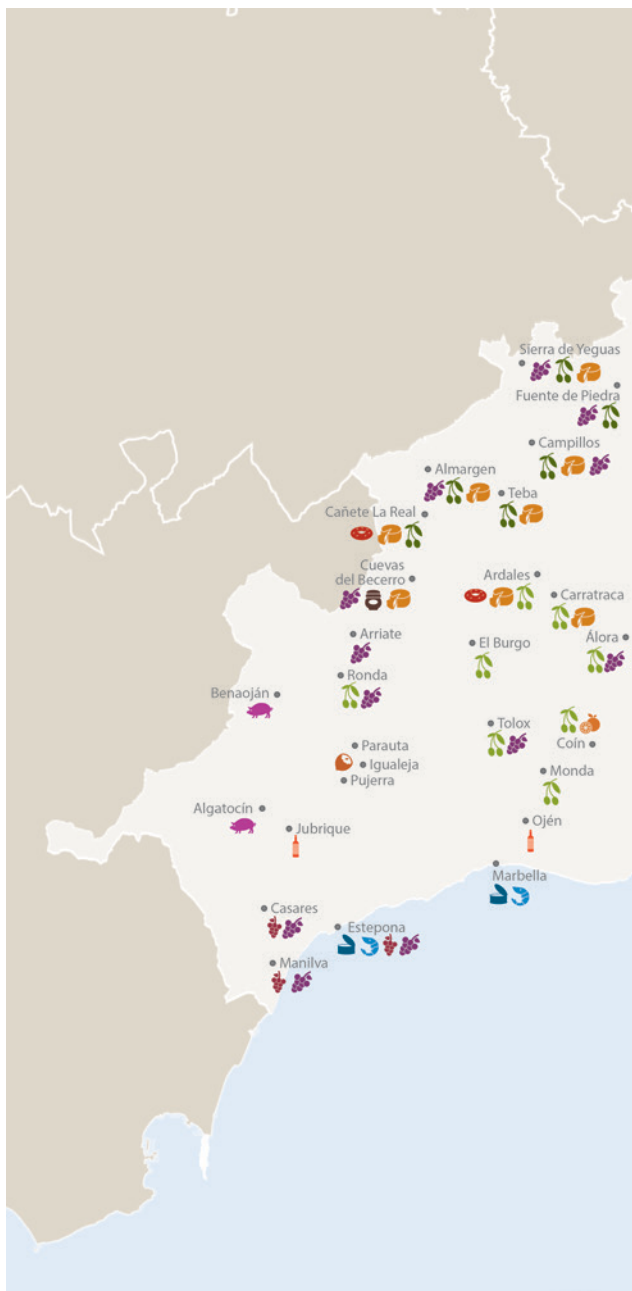 Sierra de Yeguas
Fuente de Piedra
Campillos
Almargen
Teba
Cañete La Real
Cuevas
del Becerro
Ardales
Carratraca
Arriate
El Burgo
Álora
Ronda
Benaoján
Tolox
Coín
Parauta
Igualeja
Pujerra
Monda
Algatocín
Jubrique
Ojén
Marbella
Casares
Estepona
Manilva